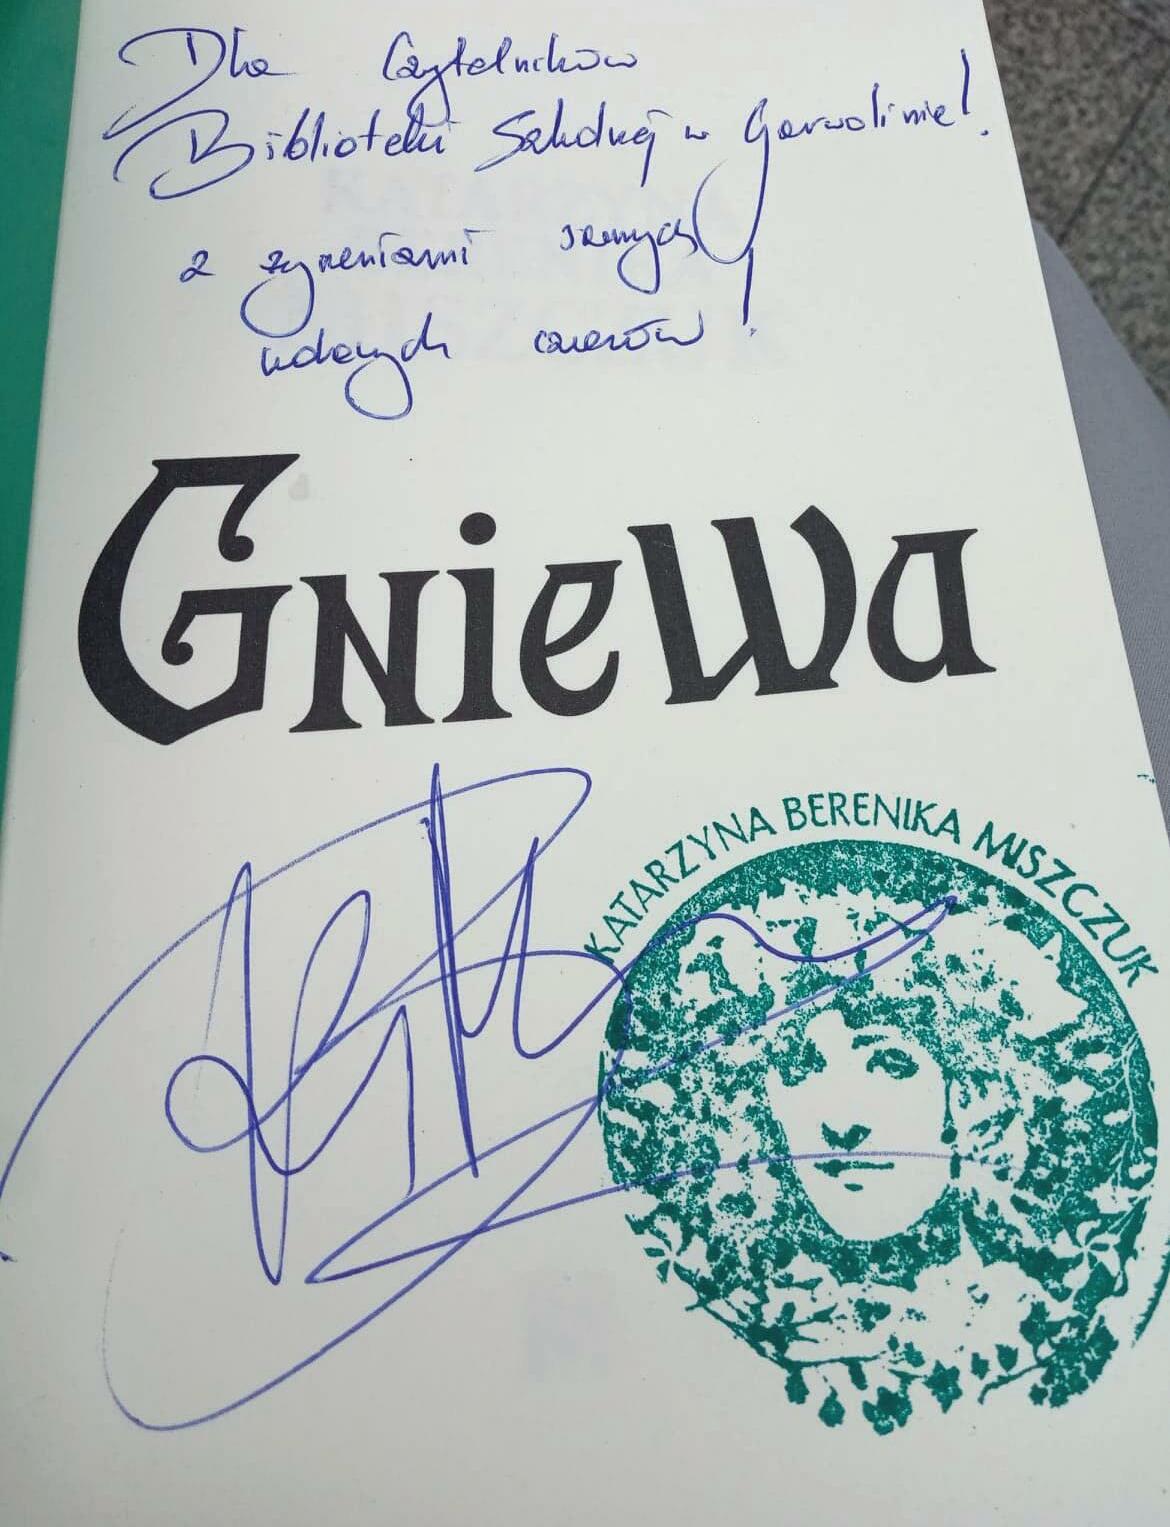 Dla Czytelników
Biblioteki Szkolnej w Garwolinie!
z życzeniami samych
udanych czarów!
Gniewa
KATARZYNA BERENIKA MISZCZUK